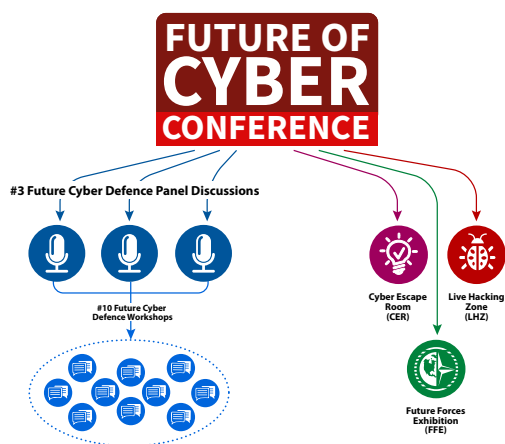 FUTURE OF
CYBER
CONFERENCE
#3 Future Cyber Defence Panel Discussions
#10 Future Cyber
Defence Workshops
Cyber Escape
Room
(CER)
Live Hacking
Zone
(LHZ)
Future Forces
Exhibition
(FFE)